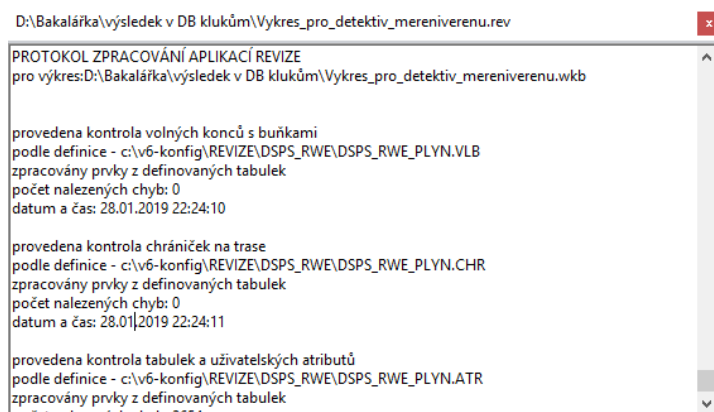 D:\Bakalářka\výsledek v DB klukům\Vykres_pro_detektiv_mereniverenu.rev
PROTOKOL ZPRACOVÁNÍ APLIKACÍ REVIZE
pro výkres:D:\Bakalářka\výsledek v DB klukům\Vykres_pro_detektiv_mereniverenu.wkb
provedena kontrola volných konců s buňkami
podle definice - c:\v6-konfig\REVIZE\DSPS_RWE\DSPS_RWE_PLYN.VLB
zpracovány prvky z definovaných tabulek
počet nalezených chyb: 0
datum a čas: 28.01.2019 22:24:10
provedena kontrola chrániček na trase
podle definice - c:\v6-konfig\REVIZE\DSPS_RWE\DSPS_RWE_PLYN.CHR
zpracovány prvky z definovaných tabulek
počet nalezených chyb: 0
datum a čas: 28.01.2019 22:24:11
provedena kontrola tabulek a uživatelských atributů
podle definice - c:\v6-konfig\REVIZE\DSPS_RWE\DSPS_RWE_PLYN.ATR
zpracovány prvky z definovaných tabulek